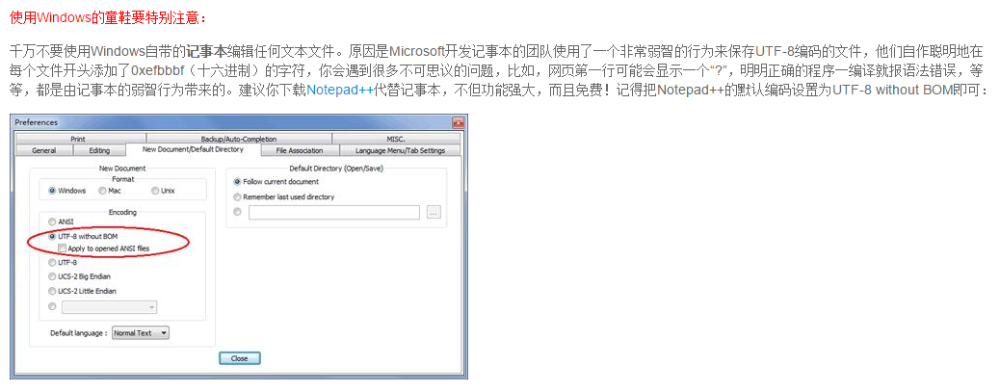 使用Windows的童鞋要特别注意：
千万不要使用Windows自带的记事本编辑任何文本文件。原因是Microsoft开发记事本的团队使用了一个非常弱智的行为来保存UTF-8编码的文件，他们自作聪明地在
每个文件开头添加了0xefbbbf（十六进制）的字符，你会遇到很多不可思议的问题，比如，网页第一行可能会显示一个“?”，明明正确的程序一编译就报语法错误，等
等，都是由记事本的弱智行为带来的。建议你下载Notepad++代替记事本，不但功能强大，而且免费！记得把Notepad++的默认编码设置为UTF-8 without BOM即可：
Preferences
Print Backup/Auto-Completion MISC.
General Editing New Document/Default Directory File Association Language Menu/Tab Settings
New Document
Format
Windows Mac Unix
Encoding
ANSI
UTF-8 without BOM
Apply to opened ANSI files
UTF-8
UCS-2 Big Endian
UCS-2 Little Endian
Default language : Normal Text
Default Directory (Open/Save)
Follow current document
Remember last used directory
...
Close